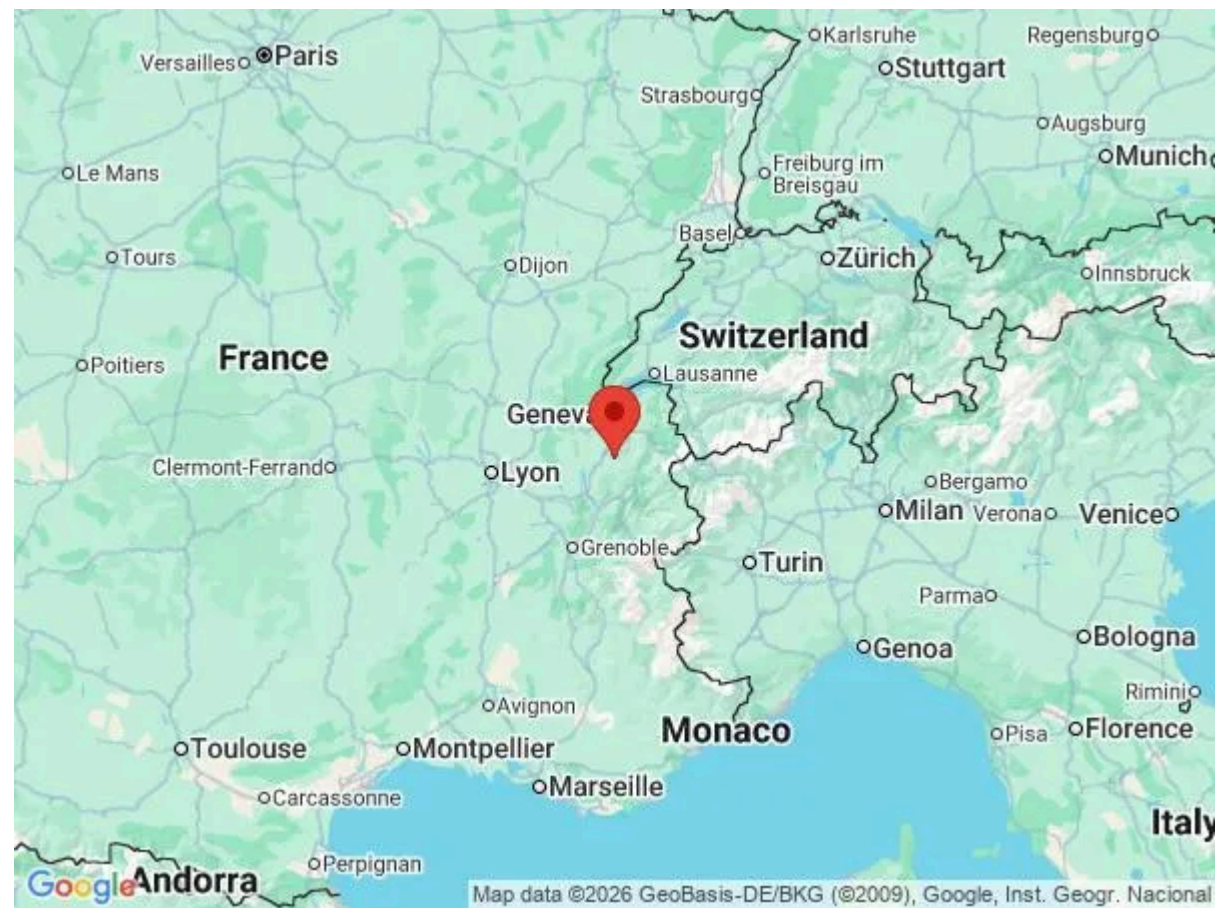 Karlsruhe
Regensburg
Paris
Versailles
Stuttgart
Strasbourg
Augsburg
Munich
Le Mans
Freiburg im
Breisgau
Basel
Tours
Dijon
Zürich
Innsbruck
Switzerland
France
Poitiers
Lausanne
Geneva
Clermont-Ferrand
Lyon
Bergamo
Milan
Verona
Venice
Grenoble
Turin
Parma
Bologna
Genoa
Rimini
Avignon
Monaco
Pisa
Florence
Toulouse
Montpellier
Marseille
Carcassonne
Italy
Perpignan
Andorra
Google
Map data ©2026 GeoBasis-DE/BKG (©2009), Google, Inst. Geogr. Nacional